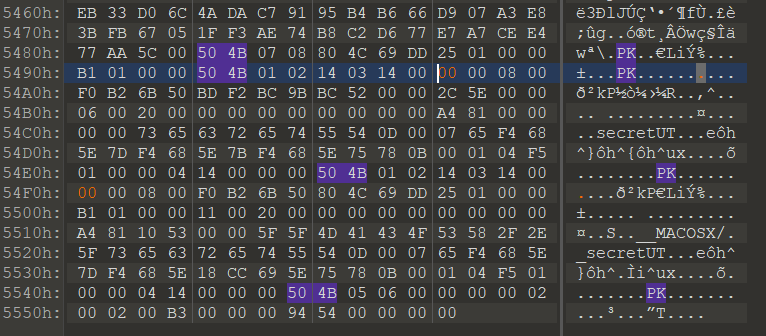 5460h: EB 33 D0 6C 4A DA C7 91 95 B4 B6 66 D9 07 A3 E8 ë3ÐlJÚÇ‘•´¶fÙ.£è
5470h: 3B FB 67 05 1F F3 AE 74 B8 C2 D6 77 E7 A7 CE E4 ;ûg..ó®t¸ÂÖwç§Îä
5480h: 77 AA 5C 00 50 4B 07 08 80 4C 69 DD 25 01 00 00 wª\.PK..€LiÝ%...
5490h: B1 01 00 00 50 4B 01 02 14 03 14 00 00 00 08 00 ±...PK..........
54A0h: F0 B2 6B 50 BD F2 BC 9B BC 52 00 00 2C 5E 00 00 ð²kP½ò¼›¼R..,^..
54B0h: 06 00 20 00 00 00 00 00 00 00 00 00 A4 81 00 00 .. .........¤...
54C0h: 00 00 73 65 63 72 65 74 55 54 0D 00 07 65 F4 68 ..secretUT...eôh
54D0h: 5E 7D F4 68 5E 7B F4 68 5E 75 78 0B 00 01 04 F5 ^}ôh^{ôh^ux....õ
54E0h: 01 00 00 04 14 00 00 00 50 4B 01 02 14 03 14 00 ........PK......
54F0h: 00 00 08 00 F0 B2 6B 50 80 4C 69 DD 25 01 00 00 ....ð²kP€LiÝ%...
5500h: B1 01 00 00 11 00 20 00 00 00 00 00 00 00 00 00 ±..... .........
5510h: A4 81 10 53 00 00 5F 5F 4D 41 43 4F 53 58 2F 2E ¤..S..__MACOSX/.
5520h: 5F 73 65 63 72 65 74 55 54 0D 00 07 65 F4 68 5E _secretUT...eôh^
5530h: 7D F4 68 5E 18 CC 69 5E 75 78 0B 00 01 04 F5 01 }ôh^.Ìi^ux....õ.
5540h: 00 00 04 14 00 00 00 50 4B 05 06 00 00 00 00 02 .......PK.......
5550h: 00 02 00 B3 00 00 00 94 54 00 00 00 00 ...³...”T....